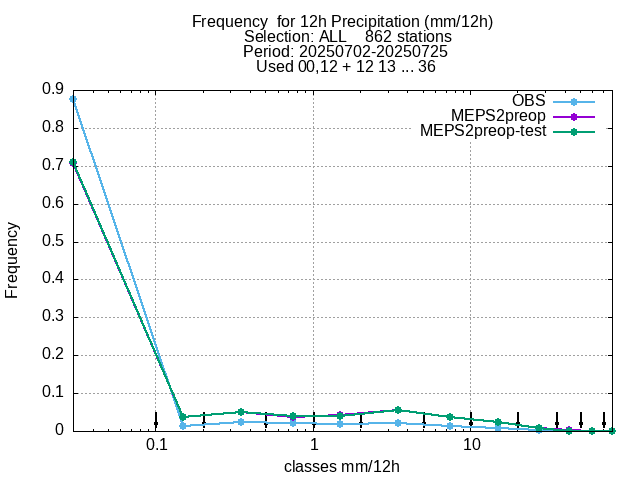 Frequency  for 12h Precipitation (mm/12h)
Selection: ALL    862 stations
Period: 20250702-20250725
Used 00,12 + 12 13 ... 36
OBS
MEPS2preop
MEPS2preop-test
0.9
0.8
0.7
0.6
0.5
0.4
0.3
0.2
0.1
0
Frequency
0.1
1
10
classes mm/12h